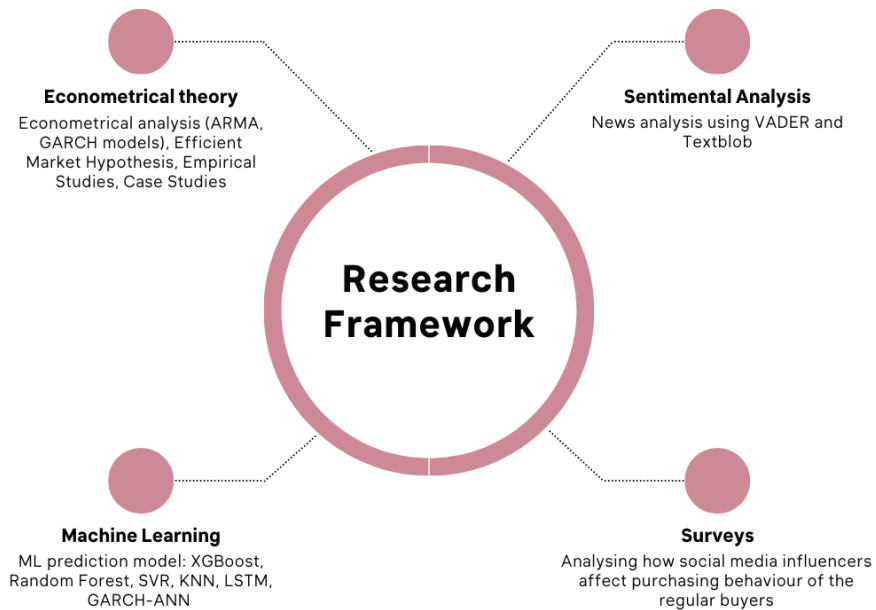 Econometrical theory
Econometrical analysis (ARMA,
GARCH models), Efficient
Market Hypothesis, Empirical
Studies, Case Studies
Sentimental Analysis
News analysis using VADER and
Textblob
Research
Framework
Machine Learning
ML prediction model: XGBoost,
Random Forest, SVR, KNN, LSTM,
GARCH-ANN
Surveys
Analysing how social media influencers
affect purchasing behaviour of the
regular buyers